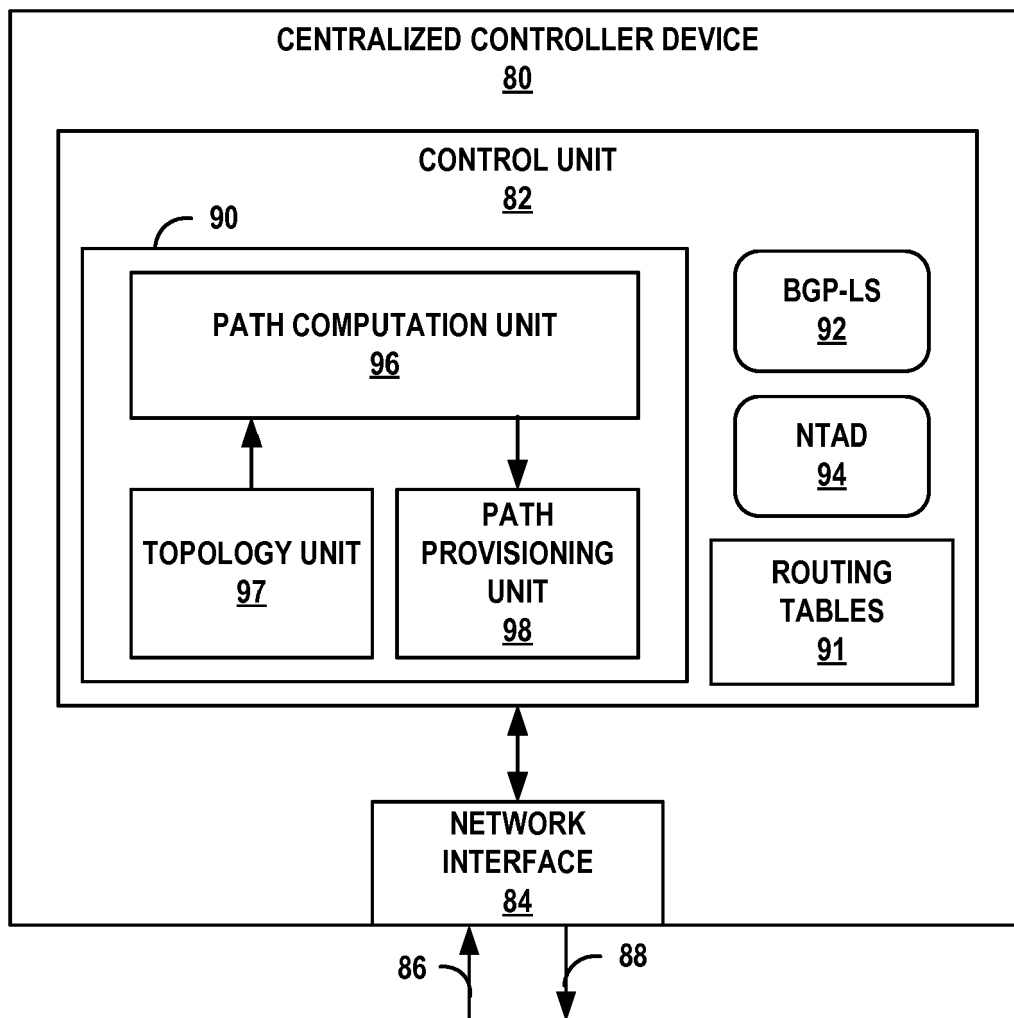 CENTRALIZED CONTROLLER DEVICE
80
CONTROL UNIT
82
90
PATH COMPUTATION UNIT
96
BGP-LS
92
NTAD
94
TOPOLOGY UNIT
97
PATH
PROVISIONING
UNIT
98
ROUTING
TABLES
91
NETWORK
INTERFACE
84
86
88